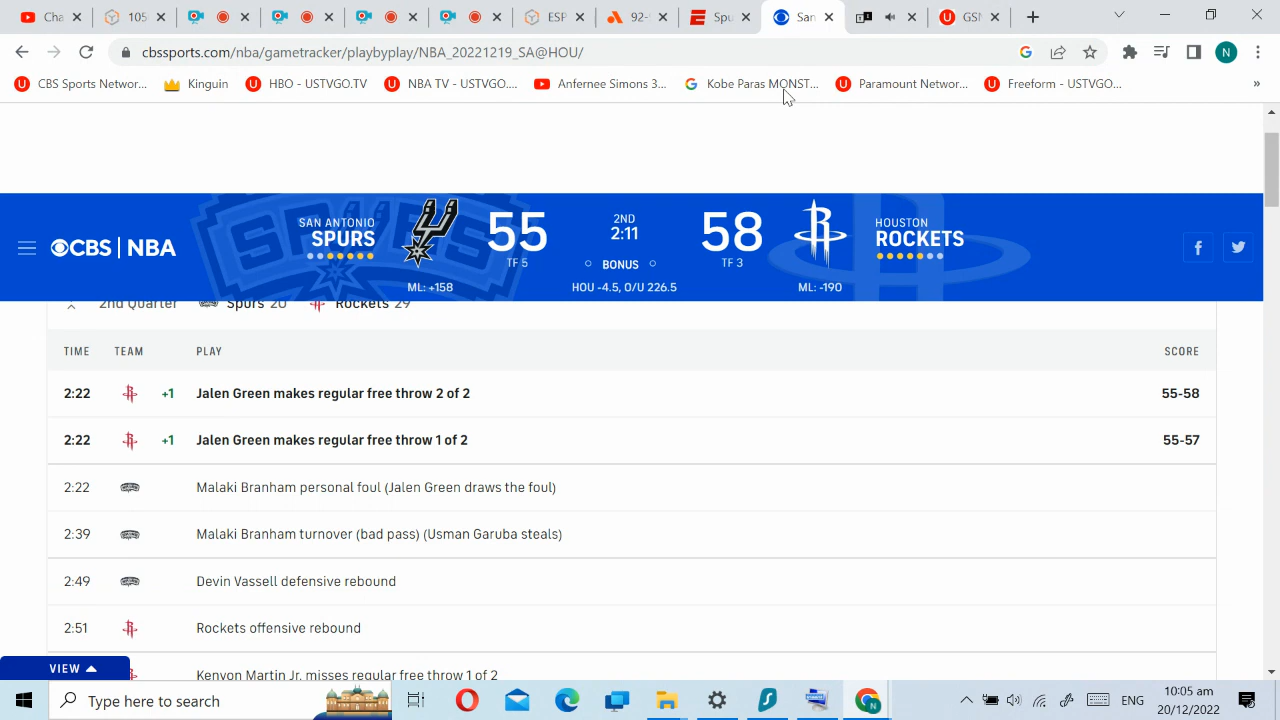 Cha
105
ESP
92-
Spu
San
GSN
cbssports.com/nba/gametracker/playbyplay/NBA_20221219_SA@HOU/
N
CBS Sports Networ...
Kinguin
HBO - USTVGO.TV
NBA TV - USTVGO....
Anfernee Simons 3...
Kobe Paras MONST...
Paramount Networ...
Freeform - USTVGO...
»
CBS | NBA
SAN ANTONIO
SPURS
SPURS
55
TF 5
ML: +158
2ND
2:11
BONUS
HOU -4.5, O/U 226.5
58
TF 3
HOUSTON
ROCKETS
ML: -190
2nd Quarter Spurs 20 Rockets 29
TIME TEAM PLAY SCORE
2:22 +1 Jalen Green makes regular free throw 2 of 2 55-58
2:22 +1 Jalen Green makes regular free throw 1 of 2 55-57
2:22 Malaki Branham personal foul (Jalen Green draws the foul)
2:39 Malaki Branham turnover (bad pass) (Usman Garuba steals)
2:49 Devin Vassell defensive rebound
2:51 Rockets offensive rebound
Kenyon Martin Jr. misses regular free throw 1 of 2
VIEW
Type here to search
ENG
10:05 am
20/12/2022